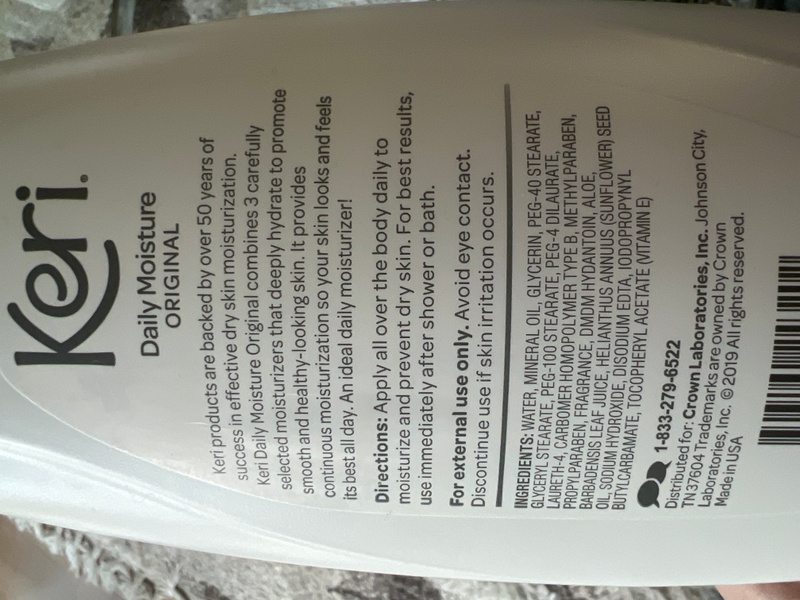 Keri®
Daily Moisture
ORIGINAL
Keri products are backed by over 50 years of
success in effective dry skin moisturization.
Keri Daily Moisture Original combines 3 carefully
selected moisturizers that deeply hydrate to promote
smooth and healthy-looking skin. It provides
continuous moisturization so your skin looks and feels
its best all day. An ideal daily moisturizer!
Directions: Apply all over the body daily to
moisturize and prevent dry skin. For best results,
use immediately after shower or bath.
For external use only. Avoid eye contact.
Discontinue use if skin irritation occurs.
INGREDIENTS: WATER, MINERAL OIL, GLYCERIN, PEG-40 STEARATE,
GLYCERYL STEARATE, PEG-100 STEARATE, PEG-4 DILAURATE,
LAURETH-4, CARBOMER HOMOPOLYMER TYPE B, METHYLPARABEN,
PROPYLPARABEN, FRAGRANCE, DMDM HYDANTOIN, ALOE
BARBADENSIS LEAF JUICE, HELIANTHUS ANNUUS (SUNFLOWER) SEED
OIL, SODIUM HYDROXIDE, DISODIUM EDTA, IODOPROPYNYL
BUTYLCARBAMATE, TOCOPHERYL ACETATE (VITAMIN E)
1-833-279-6522
Distributed for: Crown Laboratories, Inc. Johnson City,
TN 37604 Trademarks are owned by Crown
Laboratories, Inc. © 2019 All rights reserved.
Made in USA